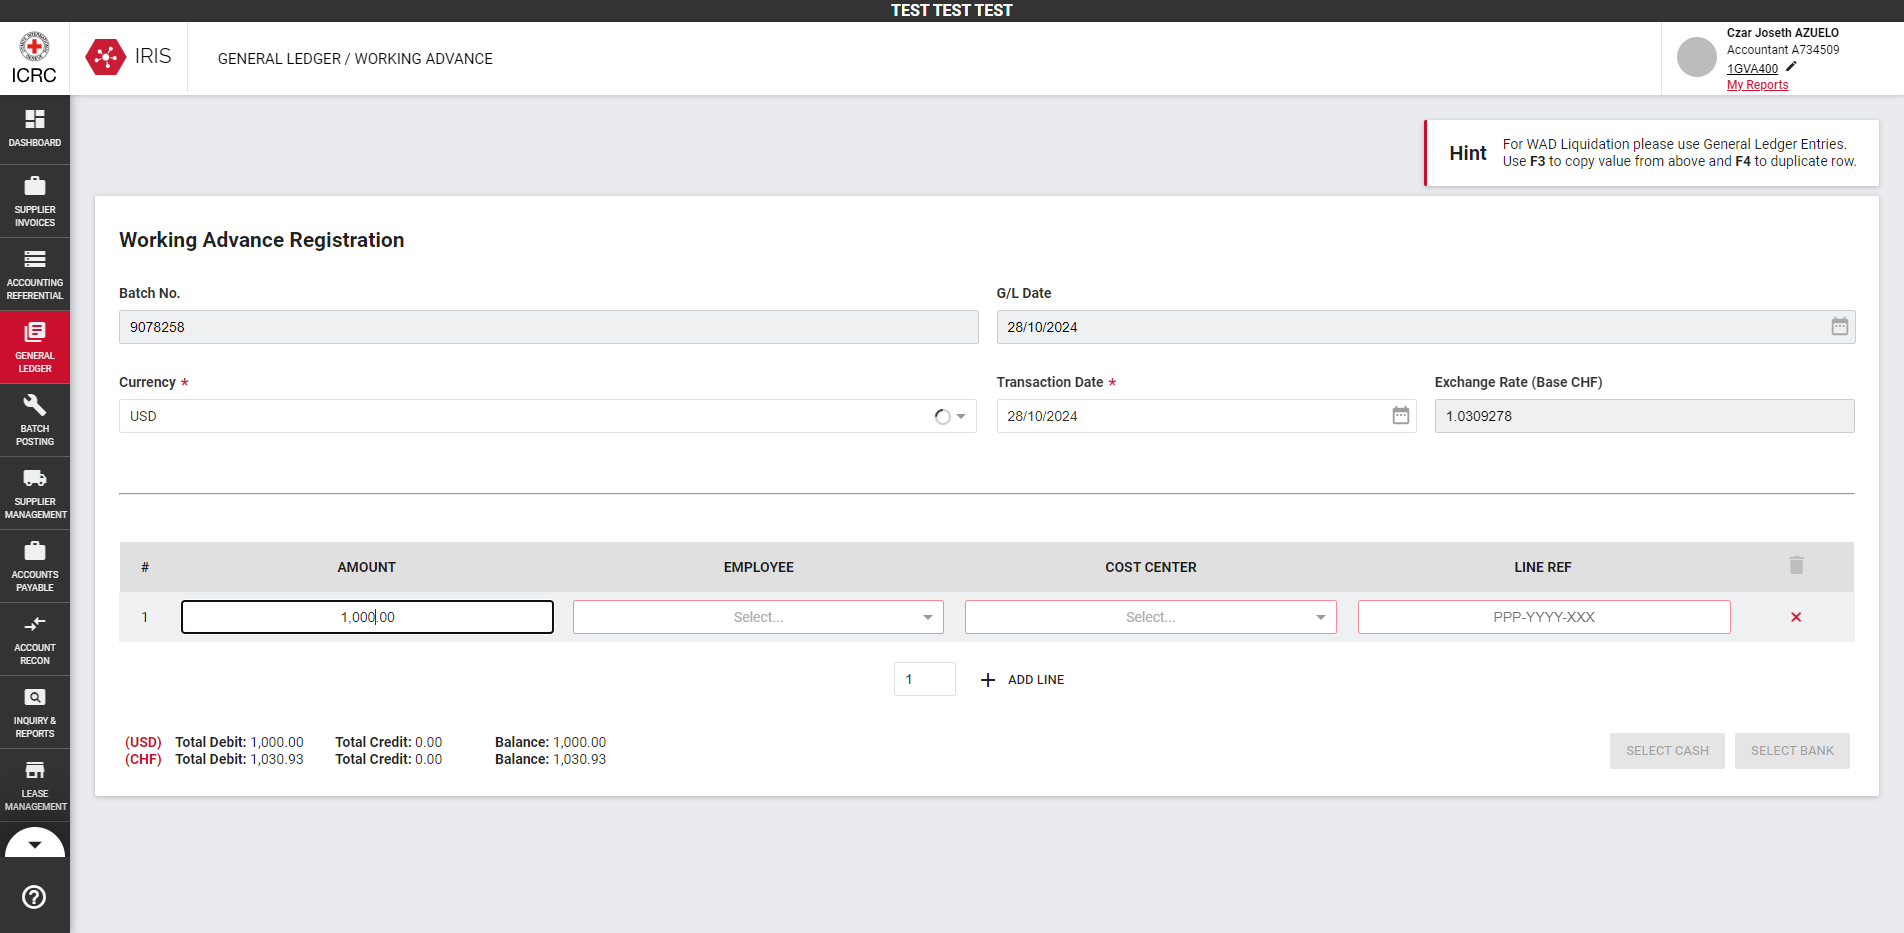 TEST TEST TEST
ICRC
IRIS
GENERAL LEDGER / WORKING ADVANCE
Czar Joseth AZUELO
Accountant A734509
1GVA400
My Reports
DASHBOARD
SUPPLIER
INVOICES
ACCOUNTING
REFERENTIAL
GENERAL
LEDGER
BATCH
POSTING
SUPPLIER
MANAGEMENT
ACCOUNTS
PAYABLE
ACCOUNT
RECON
INQUIRY &
REPORTS
LEASE
MANAGEMENT
Hint
For WAD Liquidation please use General Ledger Entries.
Use F3 to copy value from above and F4 to duplicate row.
Working Advance Registration
Batch No.
G/L Date
9078258
28/10/2024
Currency *
Transaction Date *
Exchange Rate (Base CHF)
USD
28/10/2024
1.0309278
# AMOUNT EMPLOYEE COST CENTER LINE REF
1 1,000.00 Select... Select... PPP-YYYY-XXX
1 ADD LINE
(USD) Total Debit: 1,000.00 Total Credit: 0.00 Balance: 1,000.00
(CHF) Total Debit: 1,030.93 Total Credit: 0.00 Balance: 1,030.93
SELECT CASH
SELECT BANK